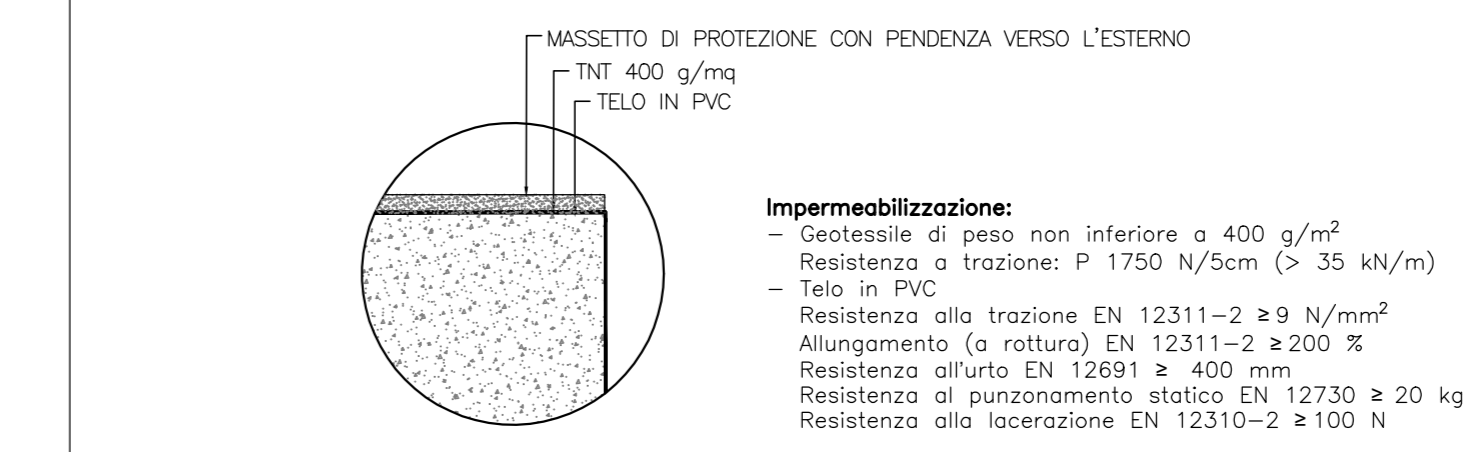 MASSETTO DI PROTEZIONE CON PENDENZA VERSO L'ESTERNO
TNT 400 g/mq
TELO IN PVC
Impermeabilizzazione:
– Geotessile di peso non inferiore a 400 g/m²
Resistenza a trazione: P 1750 N/5cm (> 35 kN/m)
– Telo in PVC
Resistenza alla trazione EN 12311–2 ≥9 N/mm²
Allungamento (a rottura) EN 12311–2 ≥200 %
Resistenza all'urto EN 12691 ≥ 400 mm
Resistenza al punzonamento statico EN 12730 ≥ 20 kg
Resistenza alla lacerazione EN 12310–2 ≥100 N